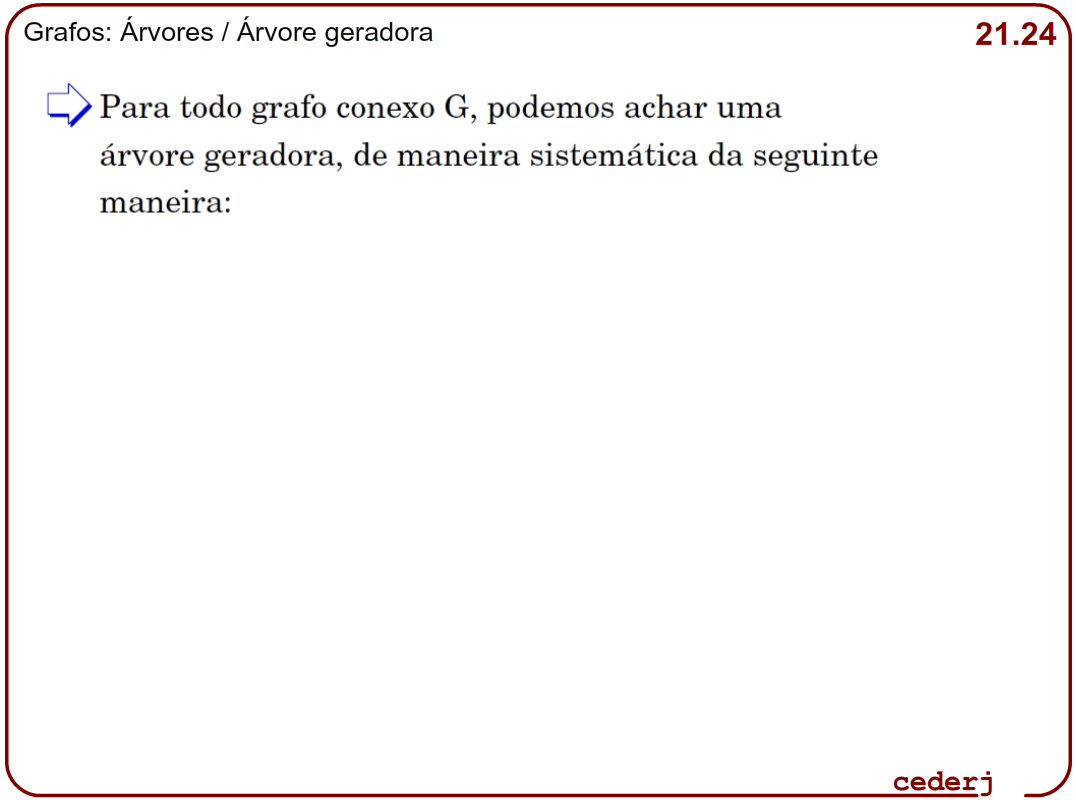 Grafos: Árvores / Árvore geradora
21.24
Para todo grafo conexo G, podemos achar uma
árvore geradora, de maneira sistemática da seguinte
maneira:
cederj